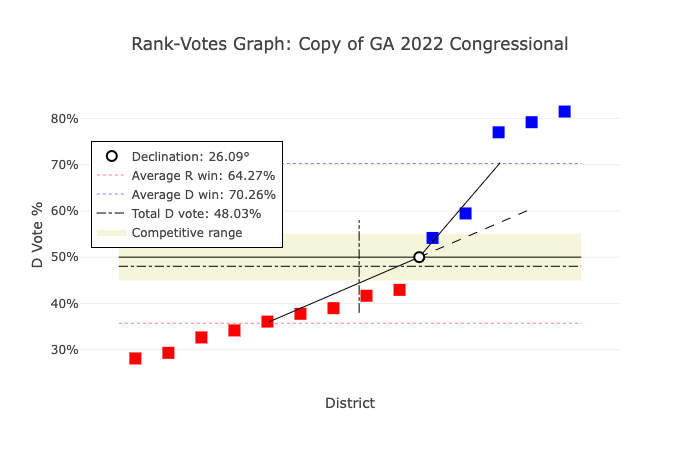 Rank-Votes Graph: Copy of GA 2022 Congressional
80%
70%
60%
50%
40%
30%
D Vote %
Declination: 26.09°
Average R win: 64.27%
Average D win: 70.26%
Total D vote: 48.03%
Competitive range
District